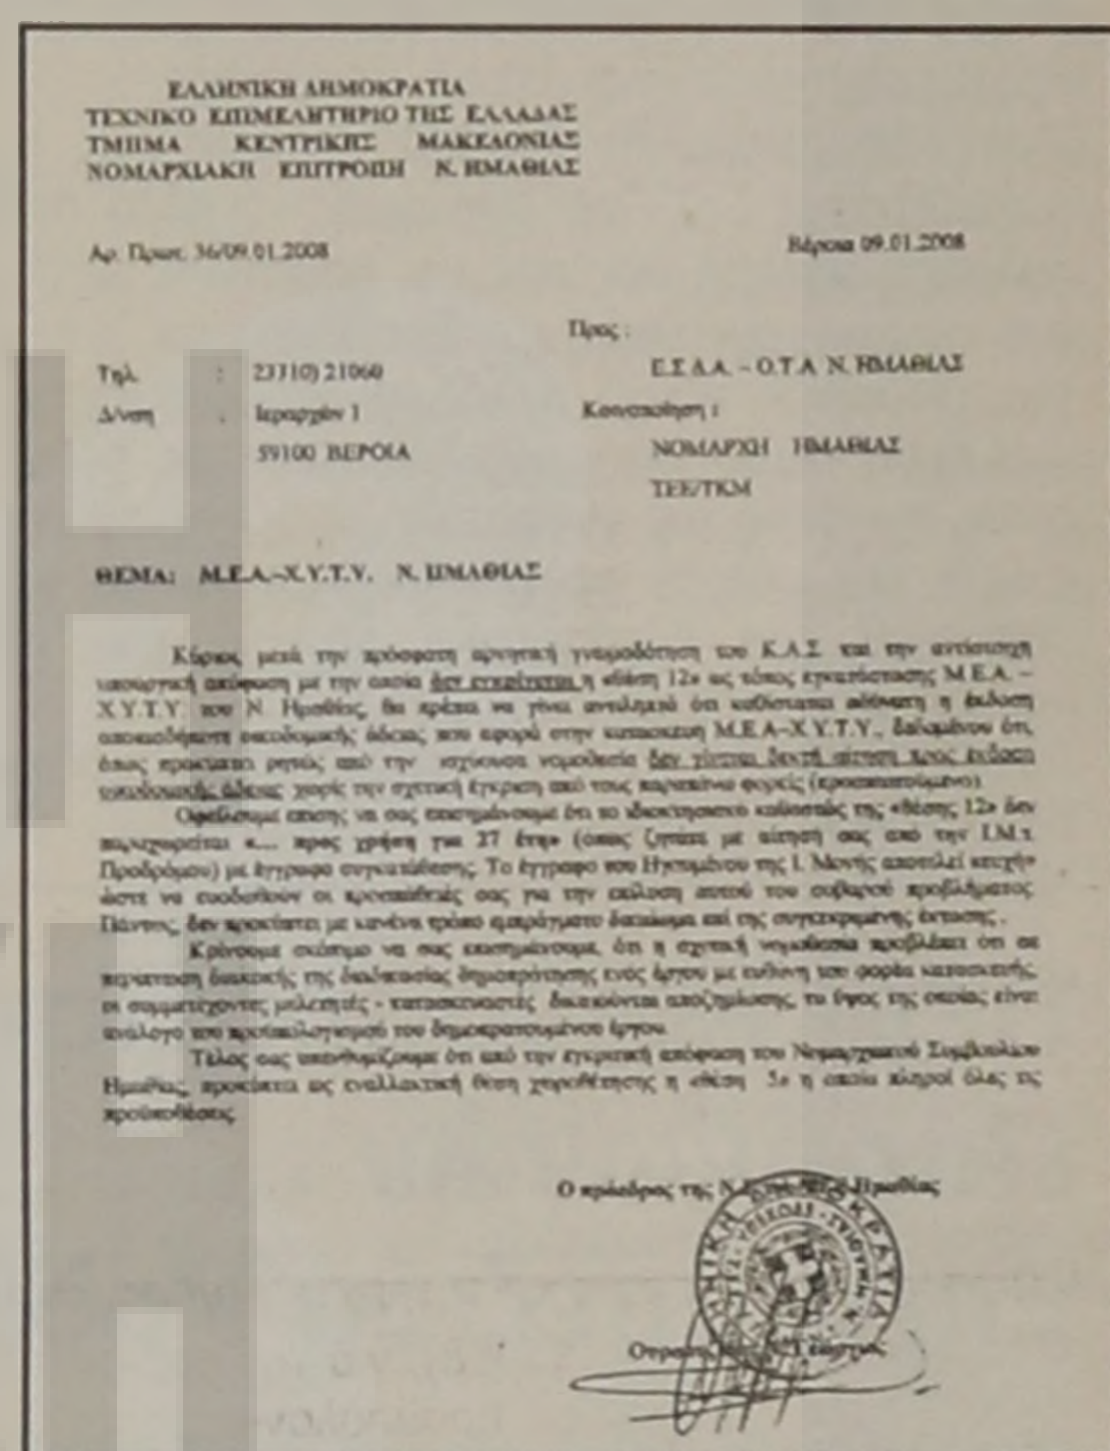 ΕΛΛΗΝΙΚΗ ΔΗΜΟΚΡΑΤΙΑ
ΤΕΧΝΙΚΟ ΕΠΙΜΕΛΗΤΗΡΙΟ ΤΗΣ ΕΛΛΑΔΑΣ
ΤΜΗΜΑ ΚΕΝΤΡΙΚΗΣ ΜΑΚΕΔΟΝΙΑΣ
ΝΟΜΑΡΧΙΑΚΗ ΕΠΙΤΡΟΠΗ Ν. ΗΜΑΘΙΑΣ
Αρ. Πρωτ. 36/09.01.2008
Βέροια 09.01.2008
Προς :
Τηλ. : 23310) 21060
Ε.Σ.Δ.Α. – Ο.Τ.Α Ν. ΗΜΑΘΙΑΣ
Δ/νση : Ιεραρχών 1
Κοινοποίηση :
59100 ΒΕΡΟΙΑ
ΝΟΜΑΡΧΗ ΗΜΑΘΙΑΣ
ΤΕΕ/ΤΚΜ
ΘΕΜΑ: Μ.Ε.Α.-Χ.Υ.Τ.Υ. Ν. ΗΜΑΘΙΑΣ
Κύριοι, μετά την πρόσφατη αρνητική γνωμοδότηση του Κ.Α.Σ και την αντίστοιχη
υπουργική απόφαση με την οποία δεν εγκρίνεται η «θέση 12» ως τόπος εγκατάστασης Μ.Ε.Α. –
Χ.Υ.Τ.Υ. του Ν. Ημαθίας, θα πρέπει να γίνει αντιληπτό ότι καθίσταται αδύνατη η έκδοση
οποιασδήποτε οικοδομικής άδειας που αφορά στην κατασκευή Μ.Ε.Α–Χ.Υ.Τ.Υ., δεδομένου ότι,
όπως προκύπτει ρητώς από την ισχύουσα νομοθεσία δεν γίνεται δεκτή αίτηση προς έκδοση
οικοδομικής άδειας χωρίς την σχετική έγκριση από τους παραπάνω φορείς (προαπαιτούμενο)
Οφείλουμε επίσης να σας επισημάνουμε ότι το ιδιοκτησιακό καθεστώς της «θέσης 12» δεν
παραχωρείται «.... προς χρήση για 27 έτη» (όπως ζητάτε με αίτησή σας από την Ι.Μ.τ.
Προδρόμου) με έγγραφο συγκατάθεσης. Το έγγραφο του Ηγουμένου της Ι. Μονής αποτελεί «ευχή»
ώστε να ευοδωθούν οι προσπάθειές σας για την επίλυση αυτού του σοβαρού προβλήματος.
Πάντως, δεν προκύπτει με κανένα τρόπο εμπράγματο δικαίωμα επί της συγκεκριμένης έκτασης .
Κρίνουμε σκόπιμο να σας επισημάνουμε, ότι η σχετική νομοθεσία προβλέπει ότι σε
περίπτωση διακοπής της διαδικασίας δημοπράτησης ενός έργου με ευθύνη του φορέα κατασκευής,
οι συμμετέχοντες μελετητές - κατασκευαστές δικαιούνται αποζημίωσης, το ύψος της οποίας είναι
ανάλογο του προϋπολογισμού του δημοπρατουμένου έργου.
Τέλος σας υπενθυμίζουμε ότι από την εγκριτική απόφαση του Νομαρχιακού Συμβουλίου
Ημαθίας, προκύπτει ως εναλλακτική θέση χωροθέτησης η «θέση 5» η οποία πληροί όλες τις
προϋποθέσεις.
Ο πρόεδρος της Ν.Ε. Ημαθίας
Γεώργιος